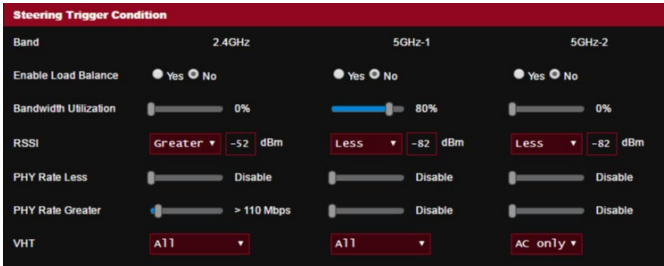 Steering Trigger Condition
Band 2.4GHz 5GHz-1 5GHz-2
Enable Load Balance Yes No Yes No Yes No
Bandwidth Utilization 0% 80% 0%
RSSI Greater -52 dBm Less -82 dBm Less -82 dBm
PHY Rate Less Disable Disable Disable
PHY Rate Greater > 110 Mbps Disable Disable
VHT All All AC only